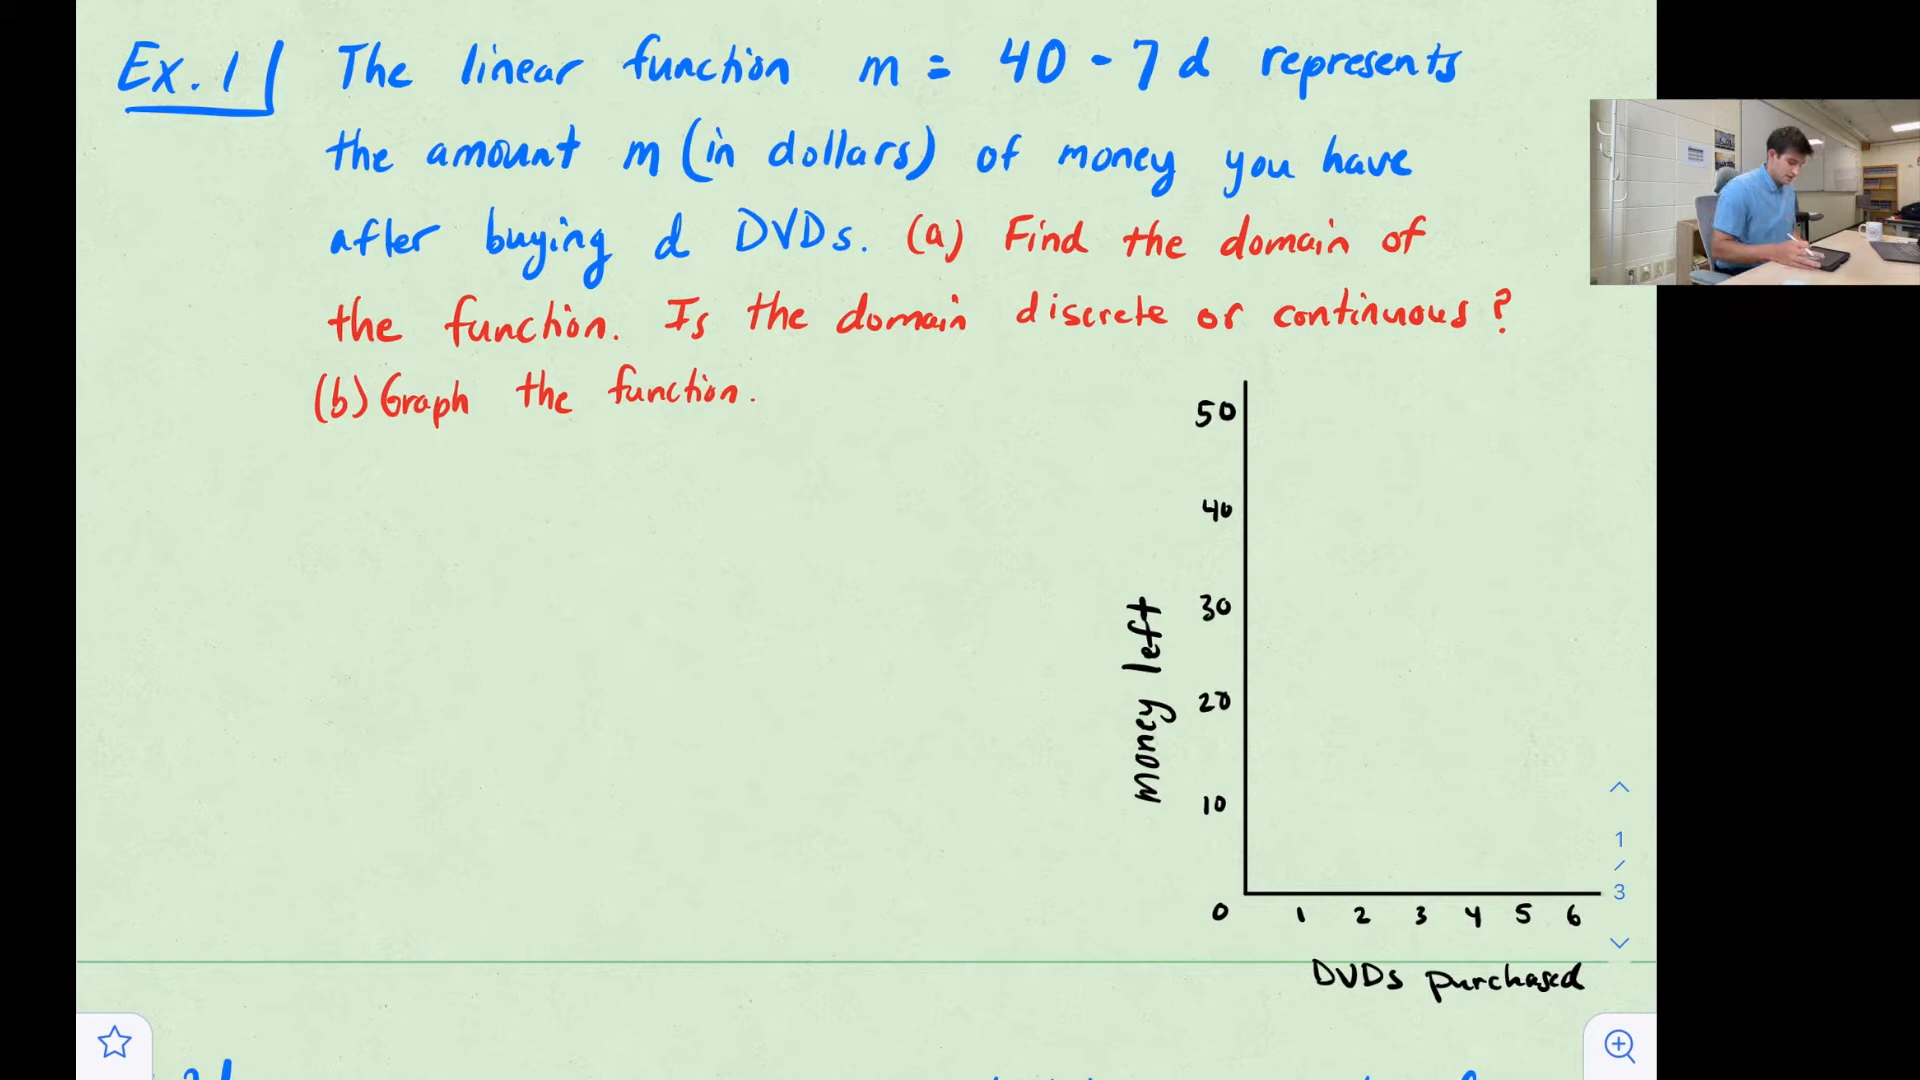 Ex. 1 The linear function m = 40 - 7d represents
the amount m (in dollars) of money you have
after buying d DVDs. (a) Find the domain of
the function. Is the domain discrete or continuous?
(b) Graph the function.
50
40
30
20
10
0 1 2 3 4 5 6
money left
DVDs purchased
1
/
3